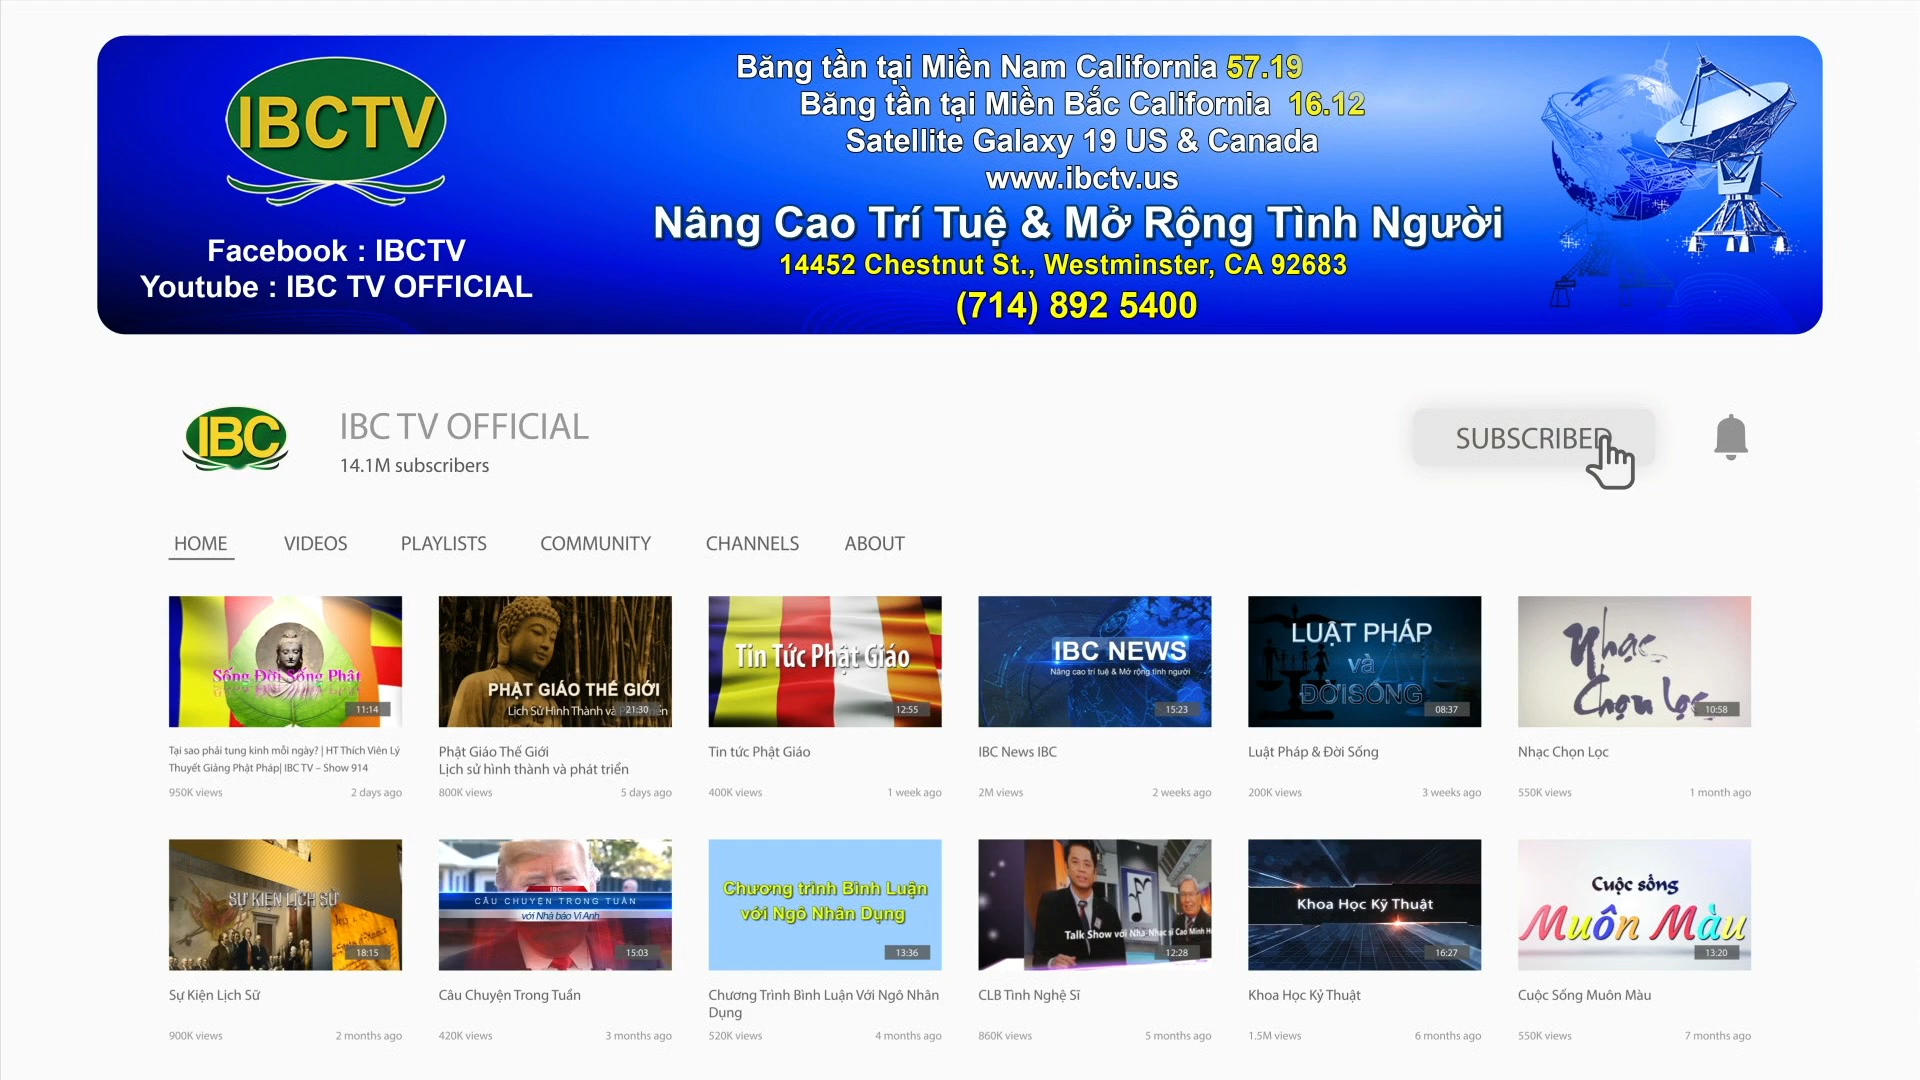 IBCTV
Facebook : IBCTV
Youtube : IBC TV OFFICIAL
Băng tần tại Miền Nam California 57.19
Băng tần tại Miền Bắc California 16.12
Satellite Galaxy 19 US & Canada
www.ibctv.us
Nâng Cao Trí Tuệ & Mở Rộng Tình Người
14452 Chestnut St., Westminster, CA 92683
(714) 892 5400
IBC
IBC TV OFFICIAL
14.1M subscribers
SUBSCRIBED
HOME VIDEOS PLAYLISTS COMMUNITY CHANNELS ABOUT
Sống Đời Sống Phật
11:14
Tại sao phải tung kinh mỗi ngày? | HT Thích Viên Lý
Thuyết Giảng Phật Pháp| IBC TV – Show 914
950K views 2 days ago
PHẬT GIÁO THẾ GIỚI
Lịch Sử Hình Thành và
21:30
Phật Giáo Thế Giới
Lịch sử hình thành và phát triển
800K views 5 days ago
Tin Tức Phật Giáo
12:55
Tin tức Phật Giáo
400K views 1 week ago
IBC NEWS
Nâng cao trí tuệ & Mở rộng tình người
15:23
IBC News IBC
2M views 2 weeks ago
LUẬT PHÁP
và
ĐỜI SỐNG
08:37
Luật Pháp & Đời Sống
200K views 3 weeks ago
Nhạc
Chọn lọc
10:58
Nhạc Chọn Lọc
550K views 1 month ago
SỰ KIỆN LỊCH SỬ
18:15
Sự Kiện Lịch Sữ
900K views 2 months ago
IBC
CÂU CHUYỆN TRONG TUẦN
với Nhà báo Vi Anh
15:03
Câu Chuyện Trong Tuần
420K views 3 months ago
Chương trình Bình Luận
với Ngô Nhân Dụng
13:36
Chương Trình Bình Luận Với Ngô Nhân
Dụng
520K views 4 months ago
Talk Show với Nhà Nhạc sĩ Cao Minh
12:28
CLB Tình Nghệ Sĩ
860K views 5 months ago
Khoa Học Kỹ Thuật
16:27
Khoa Học Kỷ Thuật
1.5M views 6 months ago
Cuộc sống
Muôn Màu
13:20
Cuộc Sống Muôn Màu
550K views 7 months ago